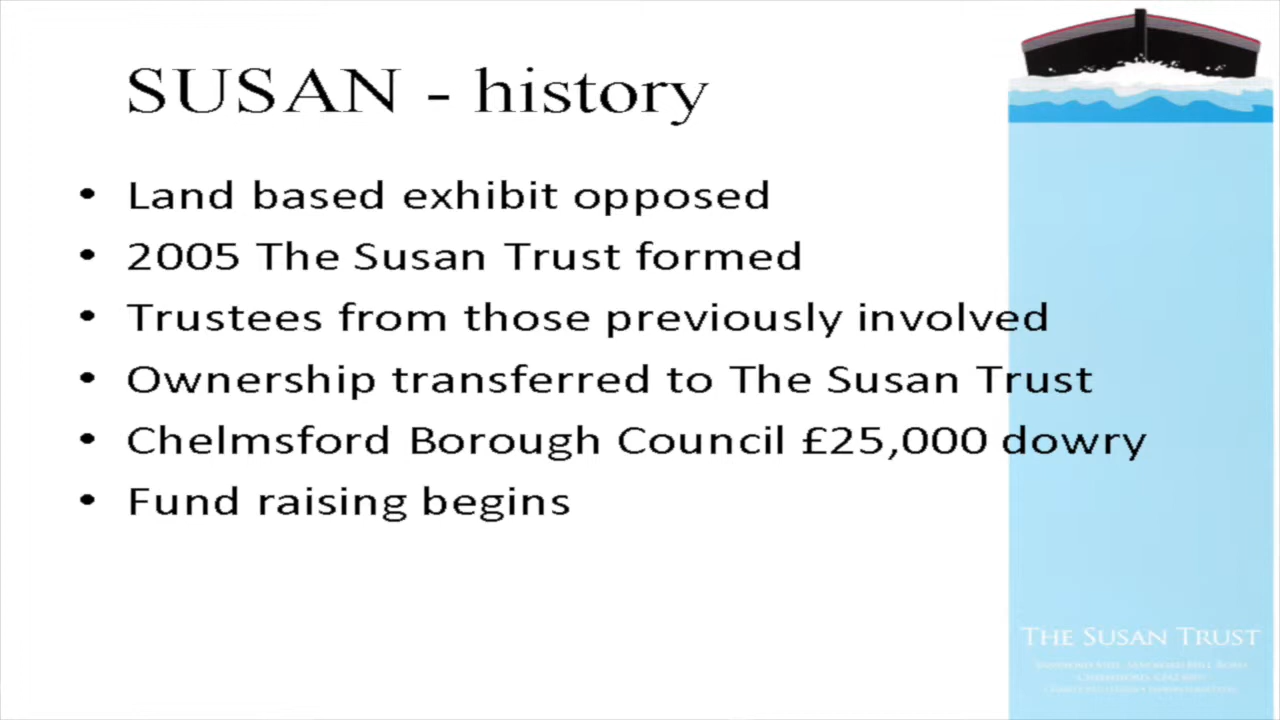 SUSAN - history
• Land based exhibit opposed
• 2005 The Susan Trust formed
• Trustees from those previously involved
• Ownership transferred to The Susan Trust
• Chelmsford Borough Council £25,000 dowry
• Fund raising begins
THE SUSAN TRUST